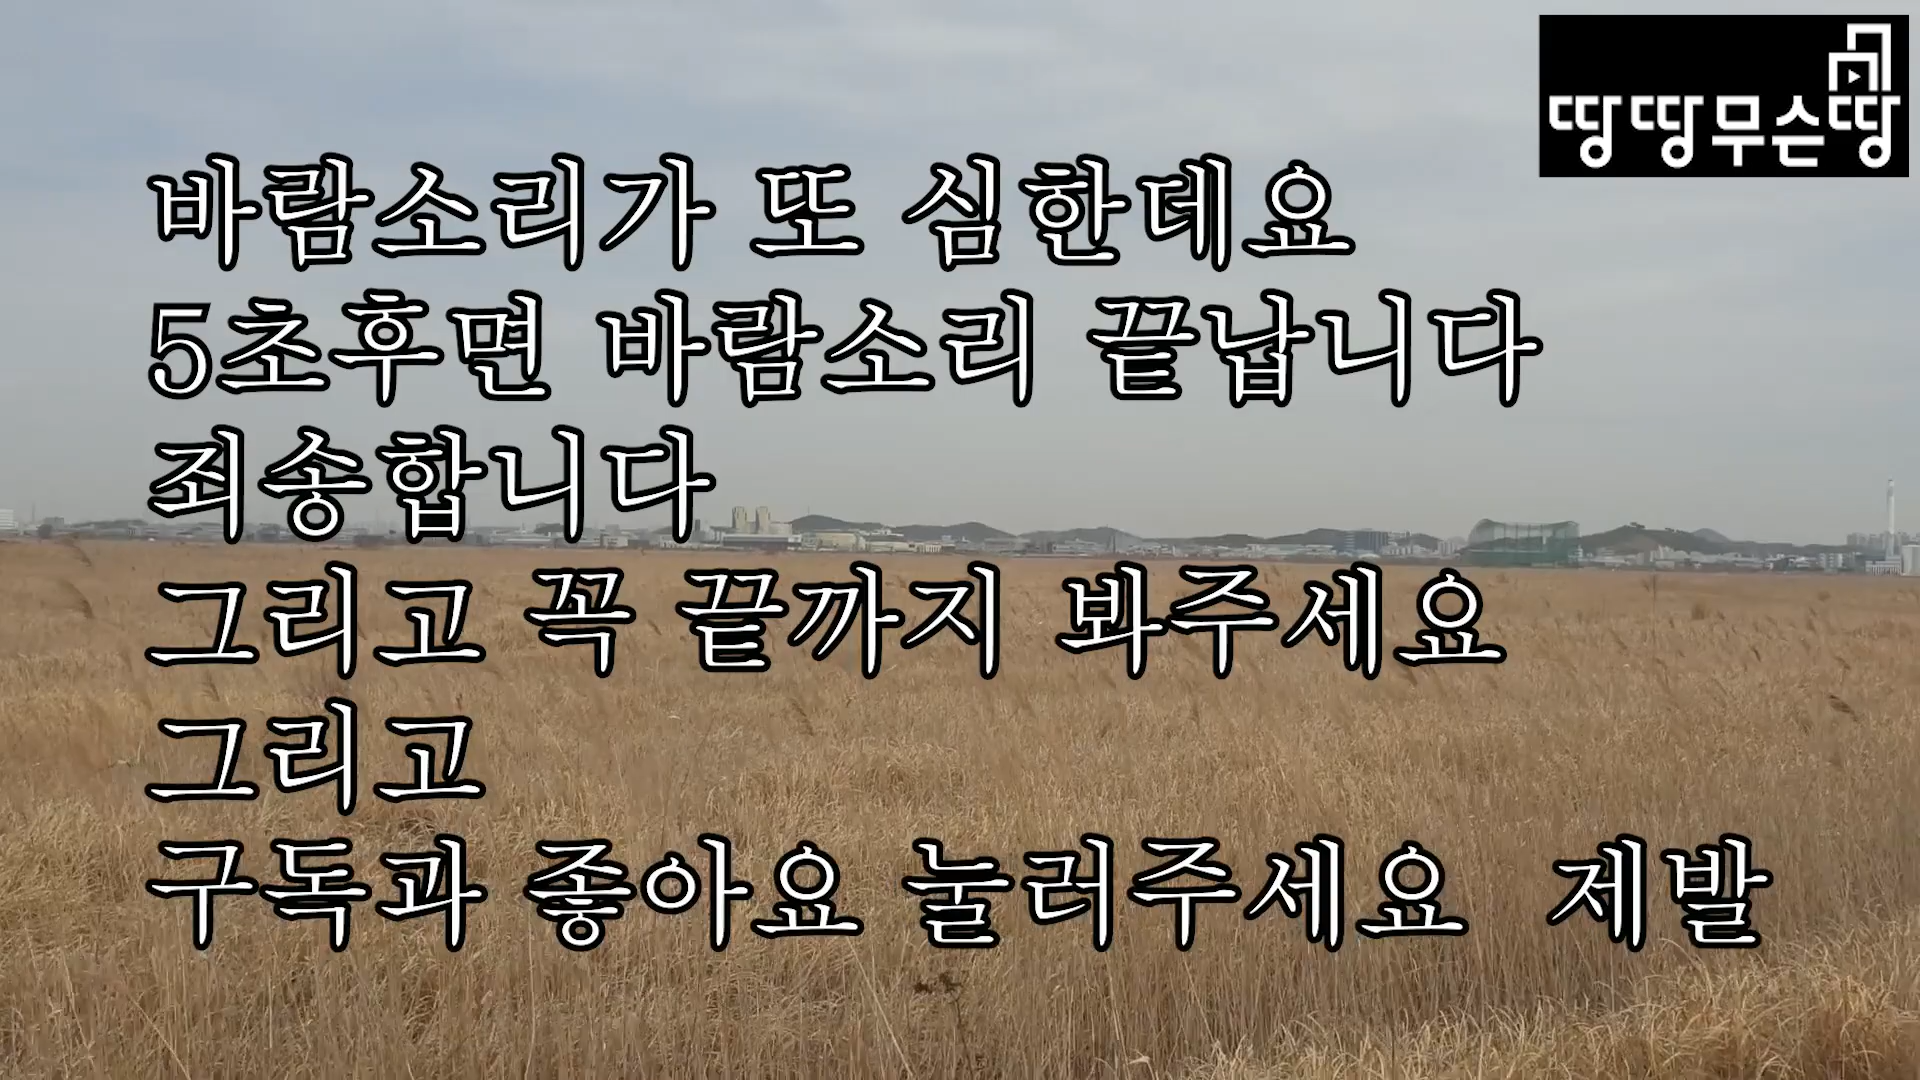 땅땅무슨땅
바람소리가 또 심한데요
5초후면 바람소리 끝납니다
죄송합니다
그리고 꼭 끝까지 봐주세요
그리고
구독과 좋아요 눌러주세요 제발